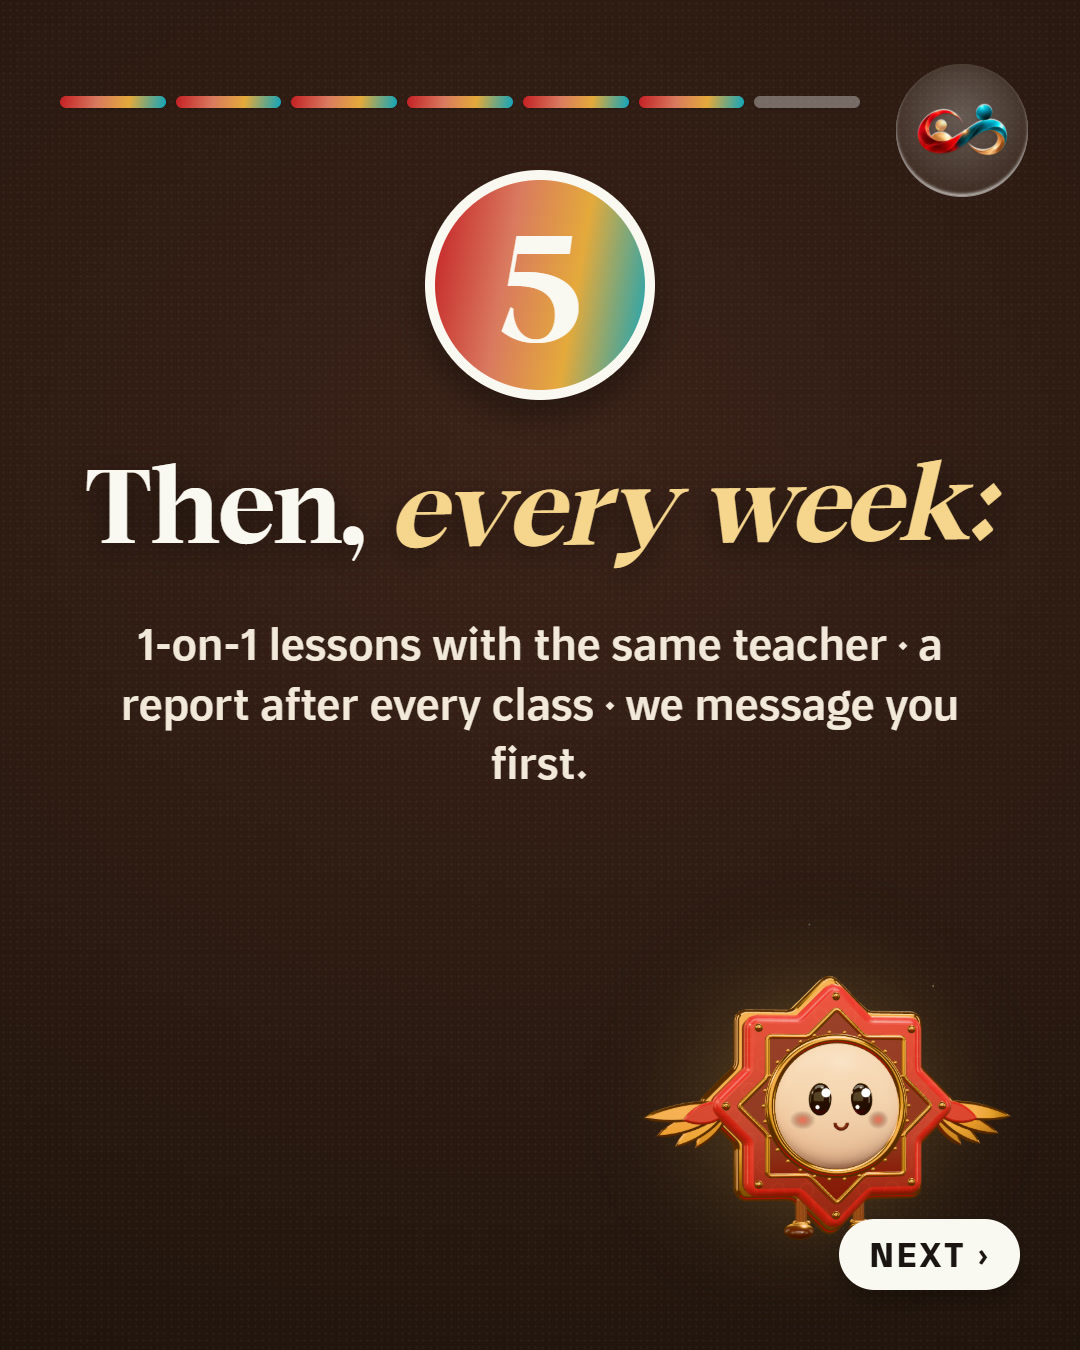 5
Then, every week:
1-on-1 lessons with the same teacher · a
report after every class · we message you
first.
NEXT ›